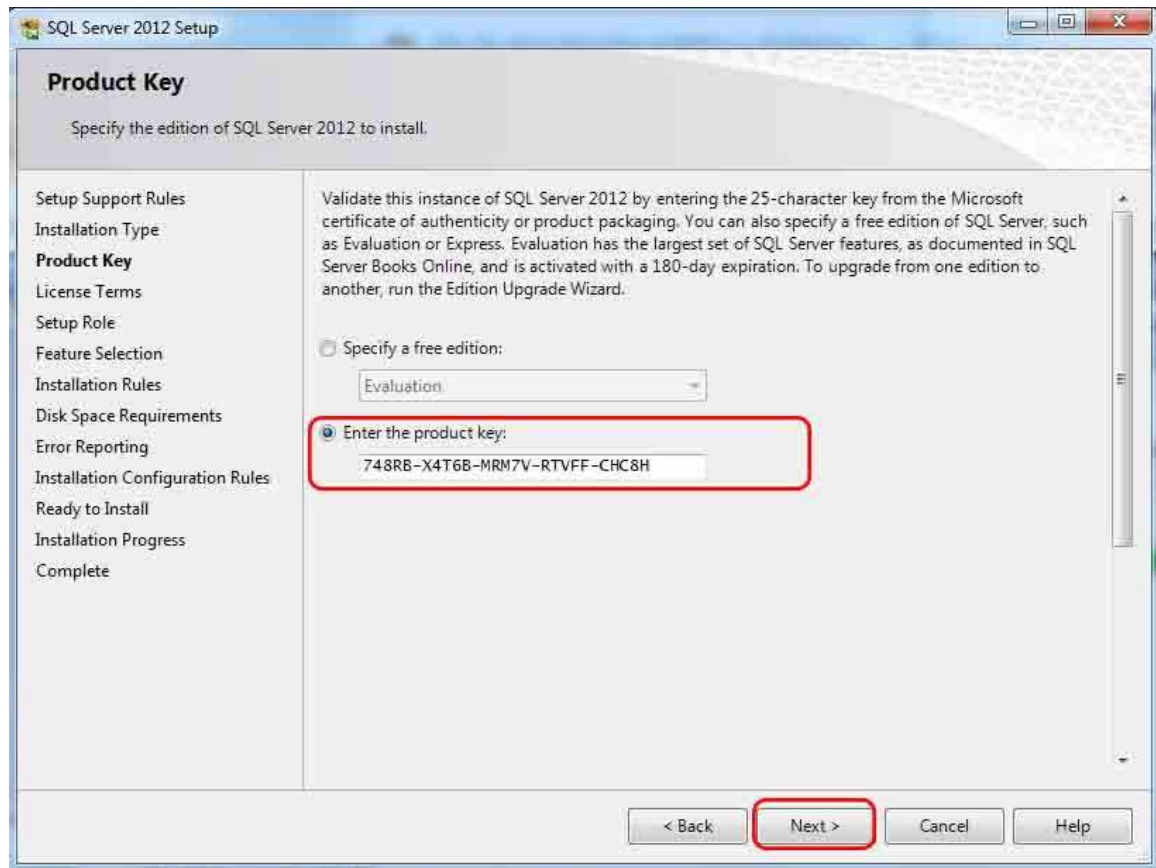 SQL Server 2012 Setup
Product Key
Specify the edition of SQL Server 2012 to install.
Setup Support Rules
Installation Type
Product Key
License Terms
Setup Role
Feature Selection
Installation Rules
Disk Space Requirements
Error Reporting
Installation Configuration Rules
Ready to Install
Installation Progress
Complete
Validate this instance of SQL Server 2012 by entering the 25-character key from the Microsoft
certificate of authenticity or product packaging. You can also specify a free edition of SQL Server, such
as Evaluation or Express. Evaluation has the largest set of SQL Server features, as documented in SQL
Server Books Online, and is activated with a 180-day expiration. To upgrade from one edition to
another, run the Edition Upgrade Wizard.
Specify a free edition:
Evaluation
Enter the product key:
748RB-X4T6B-MRM7V-RTVFF-CHC8H
< Back
Next >
Cancel
Help